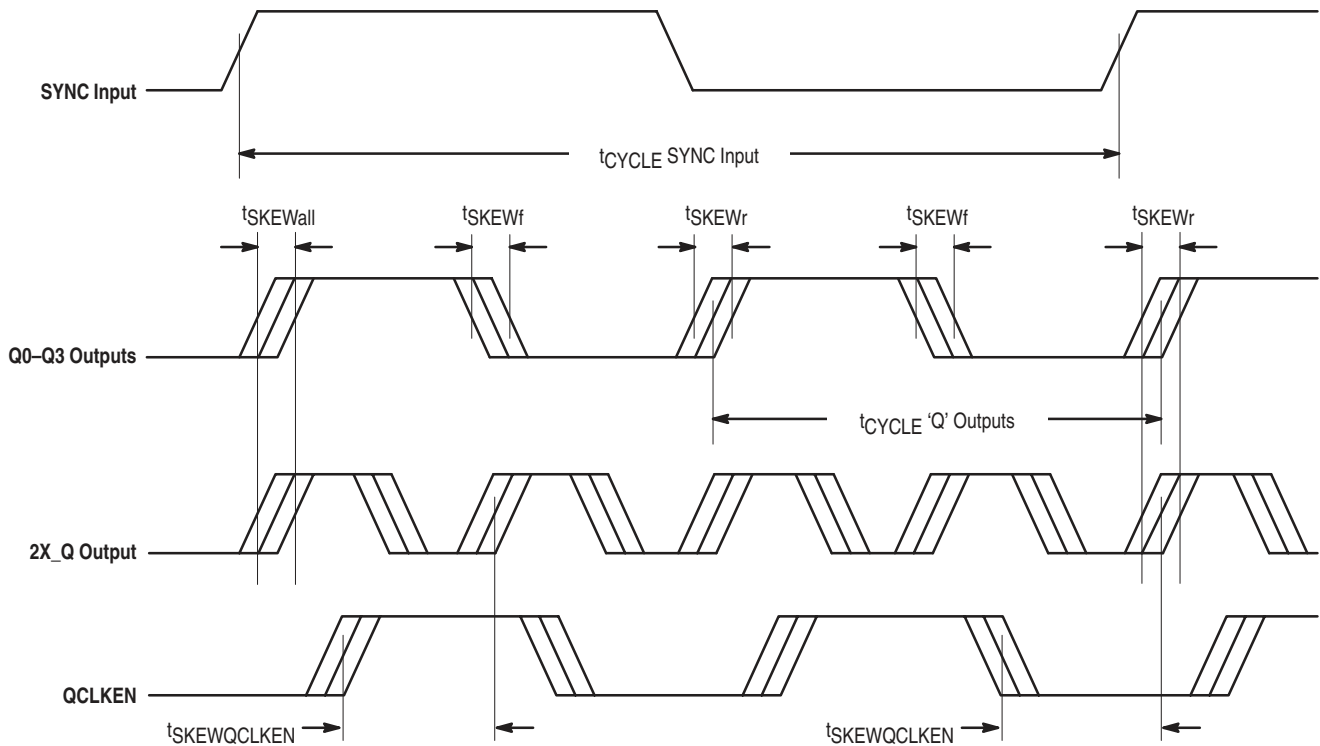 SYNC Input
tCYCLE SYNC Input
tSKEWall
tSKEWf
tSKEWr
tSKEWf
tSKEWr
Q0–Q3 Outputs
tCYCLE ‘Q’ Outputs
2X_Q Output
QCLKEN
tSKEWQCLKEN
tSKEWQCLKEN